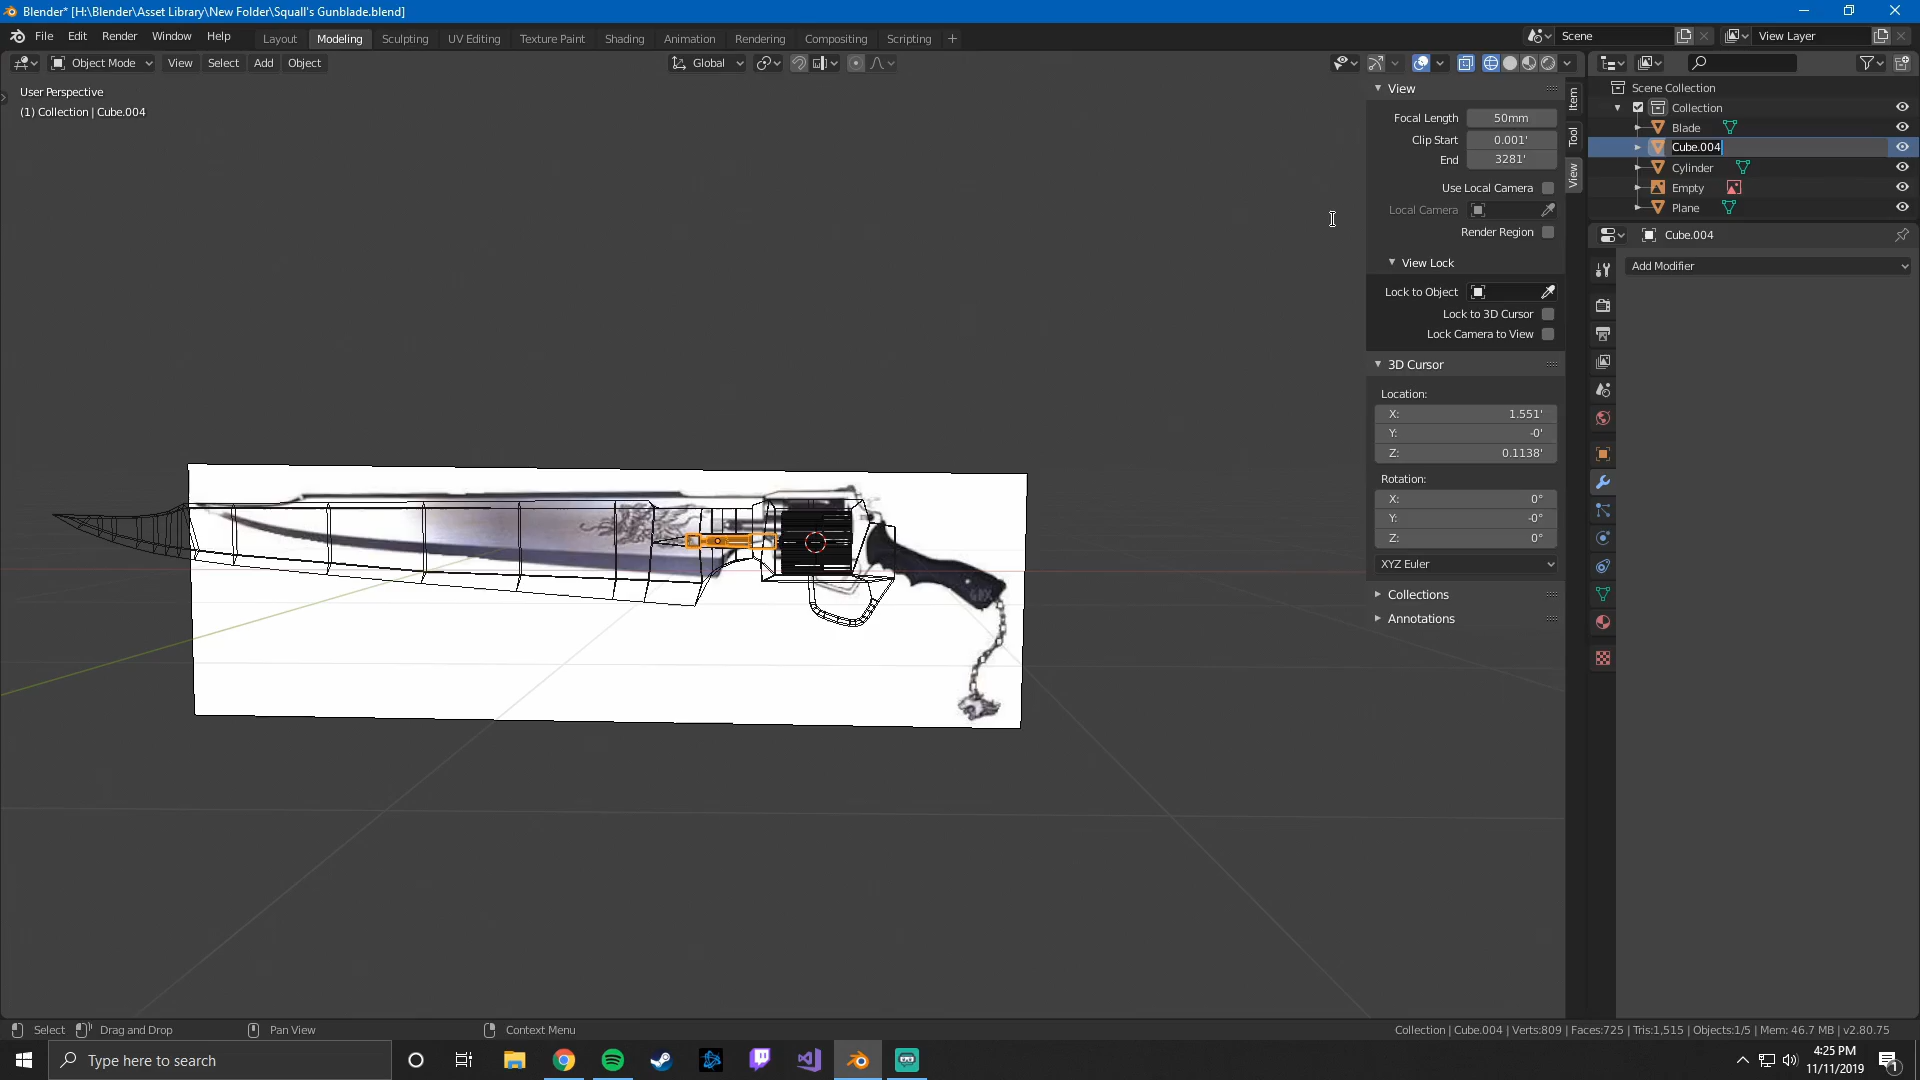 Blender* [H:\Blender\Asset Library\New Folder\Squall's Gunblade.blend]
File Edit Render Window Help
Layout Modeling Sculpting UV Editing Texture Paint Shading Animation Rendering Compositing Scripting +
Scene
View Layer
Object Mode View Select Add Object
Global
User Perspective
(1) Collection | Cube.004
View
Focal Length 50mm
Clip Start 0.001'
End 3281'
Use Local Camera
Local Camera
Render Region
View Lock
Lock to Object
Lock to 3D Cursor
Lock Camera to View
3D Cursor
Location:
X: 1.551'
Y: -0'
Z: 0.1138'
Rotation:
X: 0°
Y: -0°
Z: 0°
XYZ Euler
Collections
Annotations
Item
Tool
View
Scene Collection
Collection
Blade
Cube.004
Cylinder
Empty
Plane
Cube.004
Add Modifier
Select Drag and Drop Pan View Context Menu
Collection | Cube.004 | Verts:809 | Faces:725 | Tris:1,515 | Objects:1/5 | Mem: 46.7 MB | v2.80.75
Type here to search
4:25 PM
11/11/2019
1